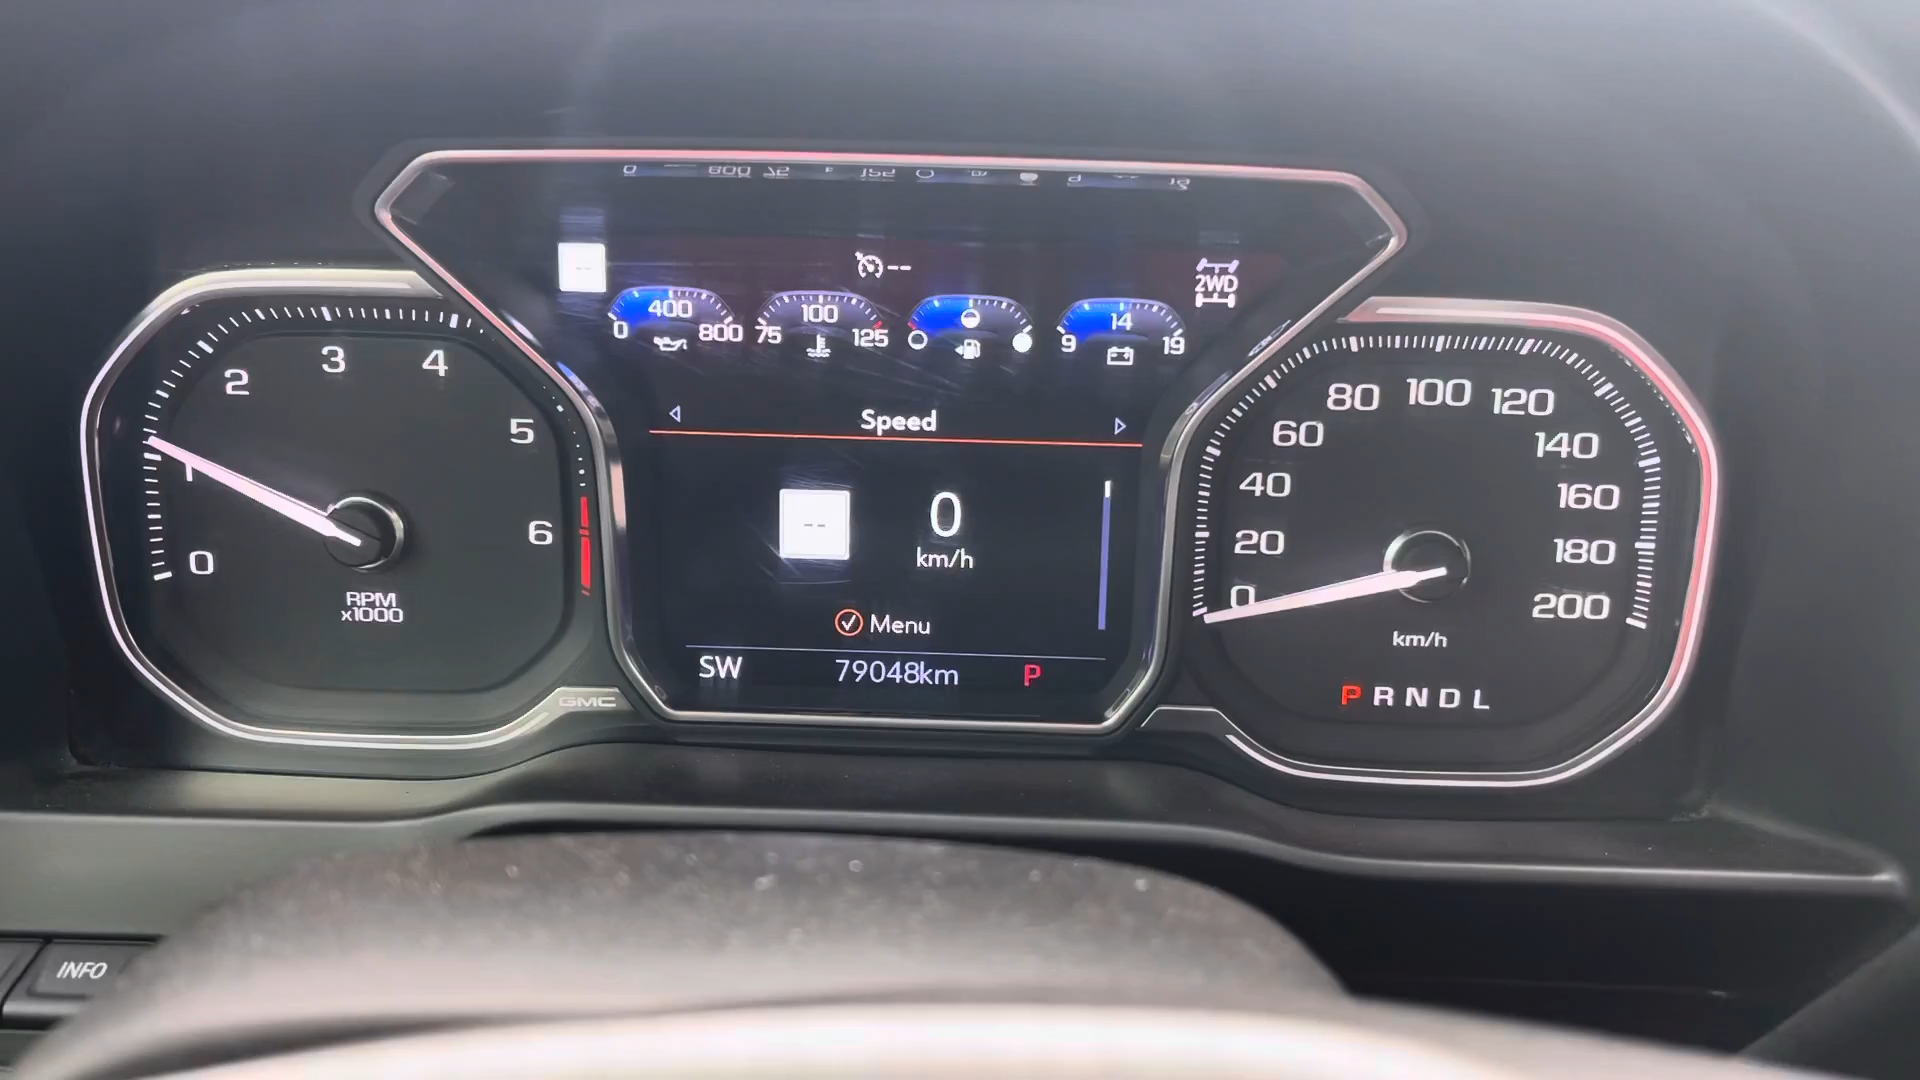 --
--
2WD
400
0 800
100
75 125
14
9 19
Speed
--
0
km/h
Menu
SW 79048km P
0 1 2 3 4 5 6
RPM
x1000
GMC
0 20 40 60 80 100 120 140 160 180 200
km/h
P R N D L
INFO